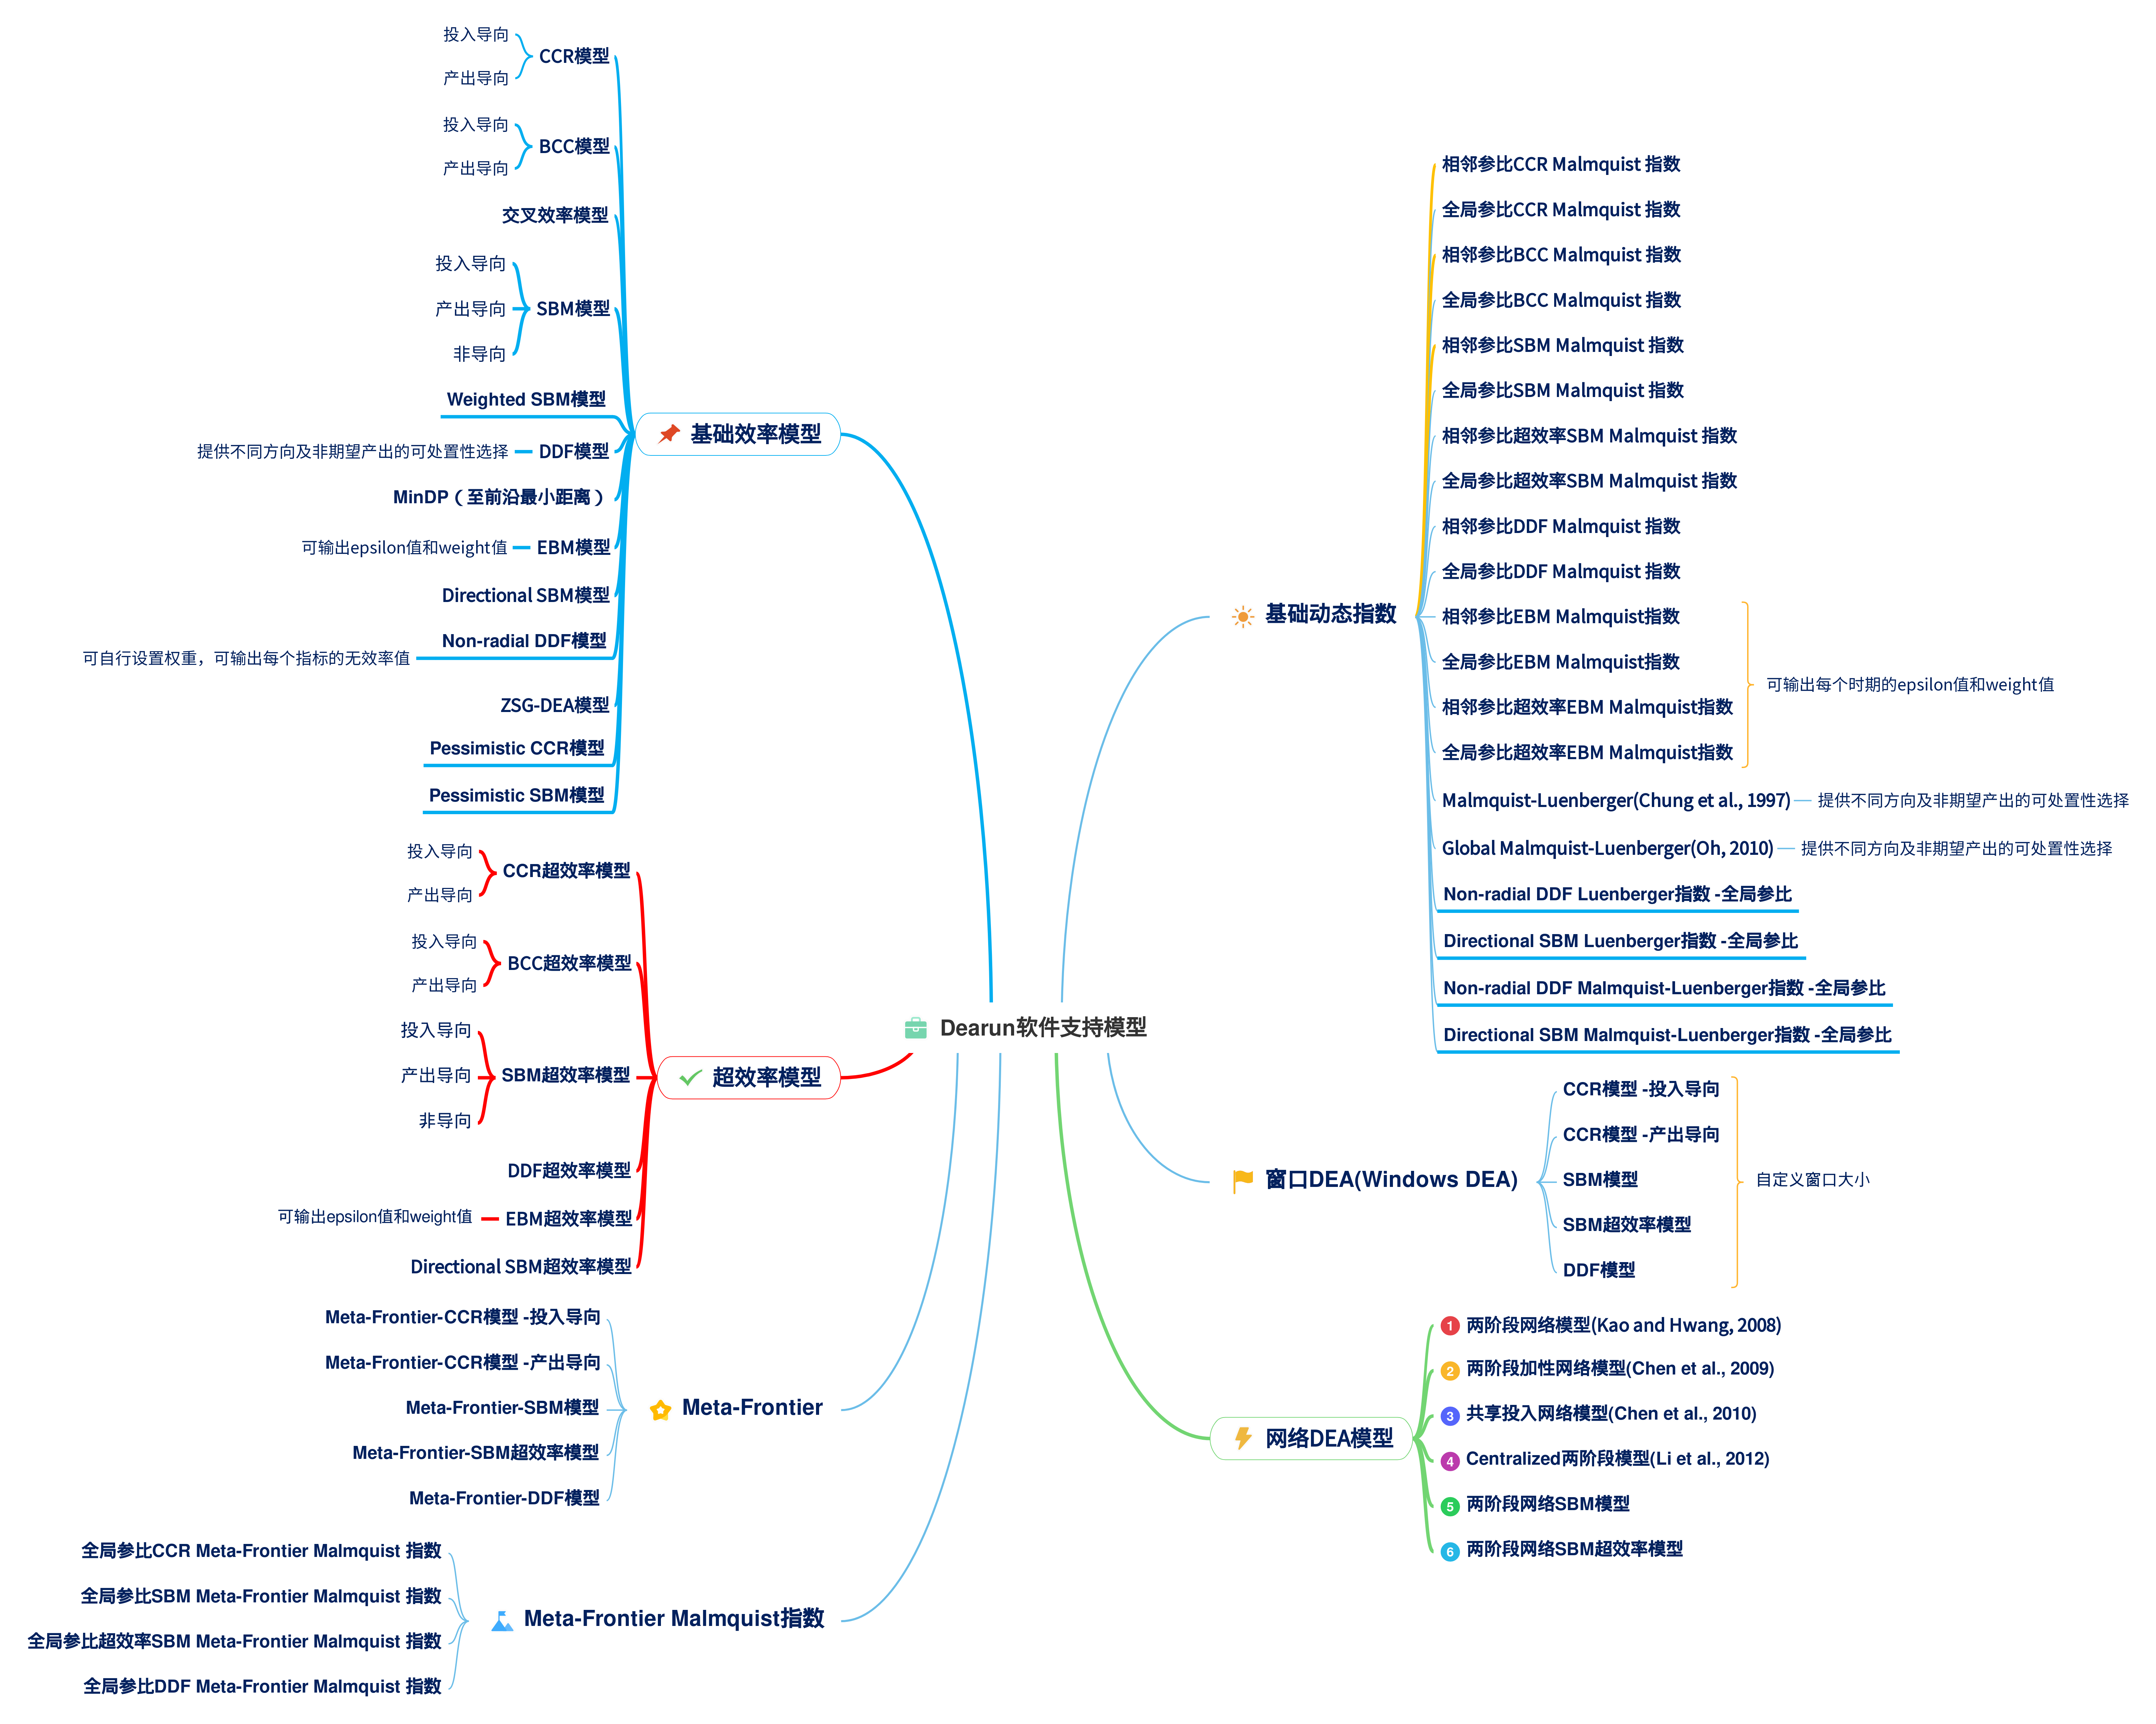 Dearun软件支持模型
基础效率模型
CCR模型
投入导向
产出导向
BCC模型
投入导向
产出导向
交叉效率模型
SBM模型
投入导向
产出导向
非导向
Weighted SBM模型
DDF模型
提供不同方向及非期望产出的可处置性选择
MinDP（至前沿最小距离）
EBM模型
可输出epsilon值和weight值
Directional SBM模型
Non-radial DDF模型
可自行设置权重，可输出每个指标的无效率值
ZSG-DEA模型
Pessimistic CCR模型
Pessimistic SBM模型
超效率模型
CCR超效率模型
投入导向
产出导向
BCC超效率模型
投入导向
产出导向
SBM超效率模型
投入导向
产出导向
非导向
DDF超效率模型
EBM超效率模型
可输出epsilon值和weight值
Directional SBM超效率模型
Meta-Frontier
Meta-Frontier-CCR模型 -投入导向
Meta-Frontier-CCR模型 -产出导向
Meta-Frontier-SBM模型
Meta-Frontier-SBM超效率模型
Meta-Frontier-DDF模型
Meta-Frontier Malmquist指数
全局参比CCR Meta-Frontier Malmquist 指数
全局参比SBM Meta-Frontier Malmquist 指数
全局参比超效率SBM Meta-Frontier Malmquist 指数
全局参比DDF Meta-Frontier Malmquist 指数
基础动态指数
相邻参比CCR Malmquist 指数
全局参比CCR Malmquist 指数
相邻参比BCC Malmquist 指数
全局参比BCC Malmquist 指数
相邻参比SBM Malmquist 指数
全局参比SBM Malmquist 指数
相邻参比超效率SBM Malmquist 指数
全局参比超效率SBM Malmquist 指数
相邻参比DDF Malmquist 指数
全局参比DDF Malmquist 指数
相邻参比EBM Malmquist指数
全局参比EBM Malmquist指数
相邻参比超效率EBM Malmquist指数
全局参比超效率EBM Malmquist指数
可输出每个时期的epsilon值和weight值
Malmquist-Luenberger(Chung et al., 1997)
提供不同方向及非期望产出的可处置性选择
Global Malmquist-Luenberger(Oh, 2010)
提供不同方向及非期望产出的可处置性选择
Non-radial DDF Luenberger指数 -全局参比
Directional SBM Luenberger指数 -全局参比
Non-radial DDF Malmquist-Luenberger指数 -全局参比
Directional SBM Malmquist-Luenberger指数 -全局参比
窗口DEA(Windows DEA)
CCR模型 -投入导向
CCR模型 -产出导向
SBM模型
SBM超效率模型
DDF模型
自定义窗口大小
网络DEA模型
1 两阶段网络模型(Kao and Hwang, 2008)
2 两阶段加性网络模型(Chen et al., 2009)
3 共享投入网络模型(Chen et al., 2010)
4 Centralized两阶段模型(Li et al., 2012)
5 两阶段网络SBM模型
6 两阶段网络SBM超效率模型